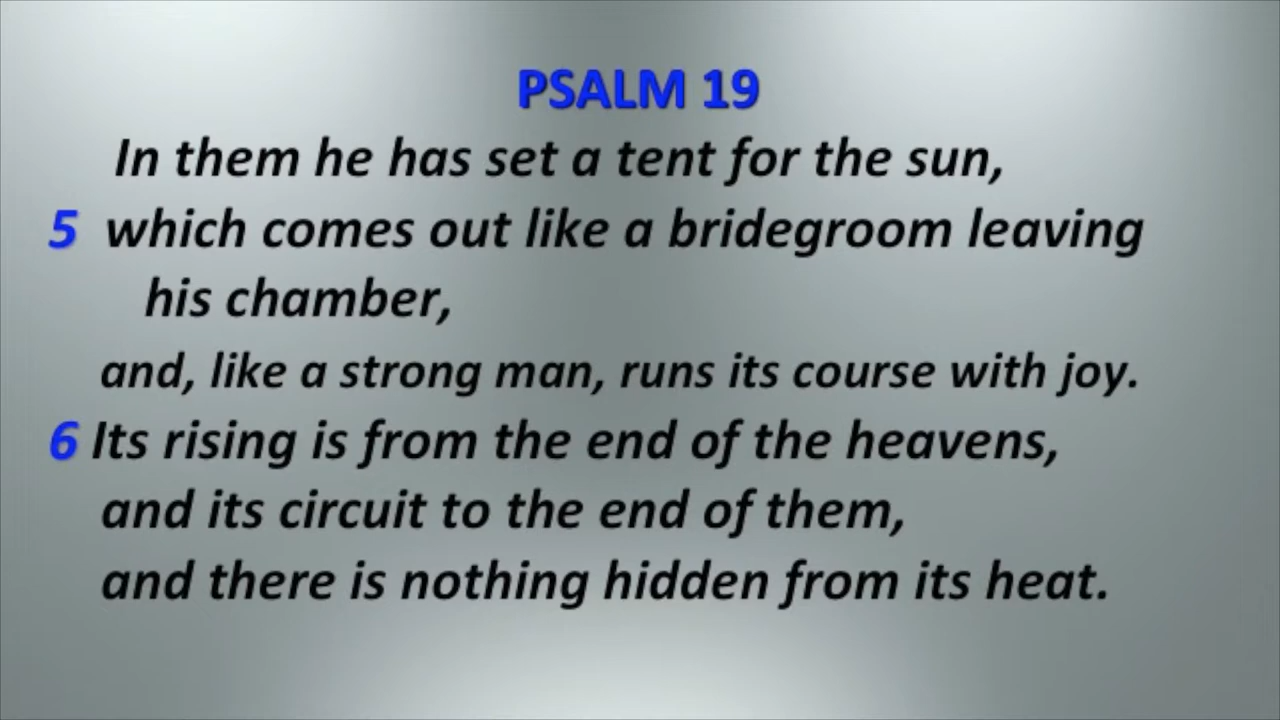 PSALM 19
In them he has set a tent for the sun,
5 which comes out like a bridegroom leaving
his chamber,
and, like a strong man, runs its course with joy.
6 Its rising is from the end of the heavens,
and its circuit to the end of them,
and there is nothing hidden from its heat.